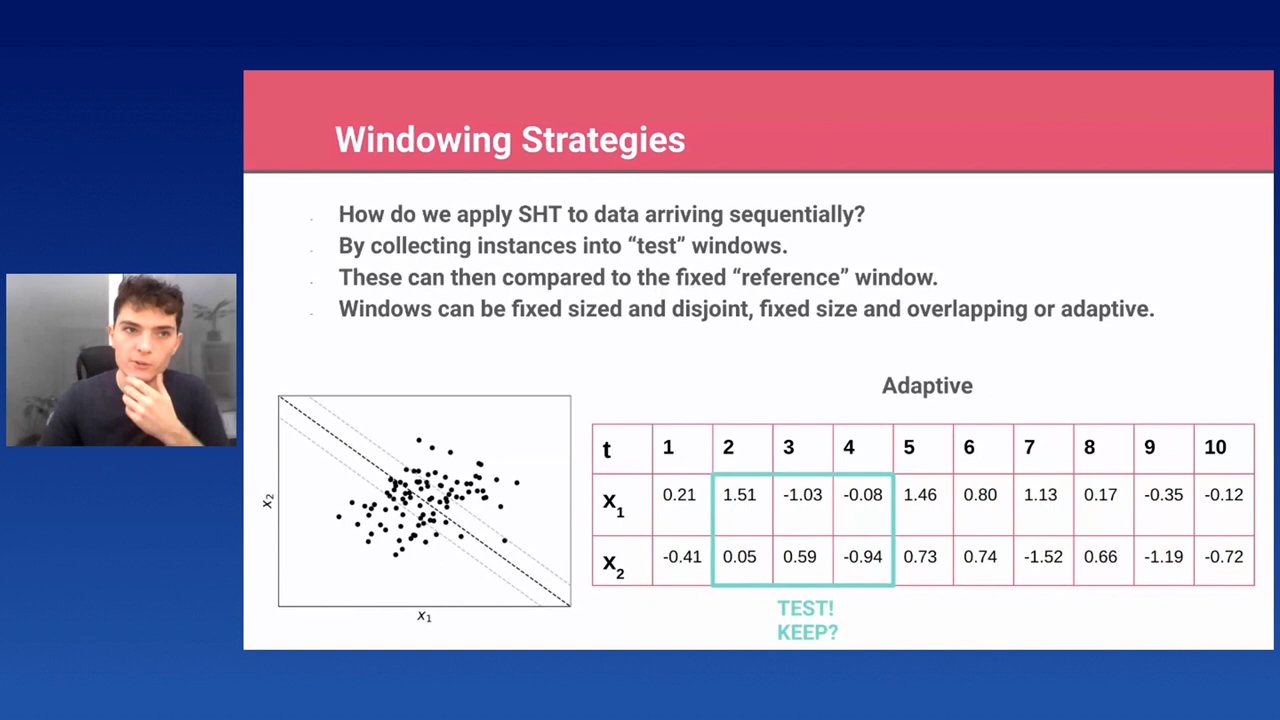 Windowing Strategies
How do we apply SHT to data arriving sequentially?
By collecting instances into “test” windows.
These can then compared to the fixed “reference” window.
Windows can be fixed sized and disjoint, fixed size and overlapping or adaptive.
Adaptive
x2
x1
t 1 2 3 4 5 6 7 8 9 10
x1 0.21 1.51 -1.03 -0.08 1.46 0.80 1.13 0.17 -0.35 -0.12
x2 -0.41 0.05 0.59 -0.94 0.73 0.74 -1.52 0.66 -1.19 -0.72
TEST!
KEEP?